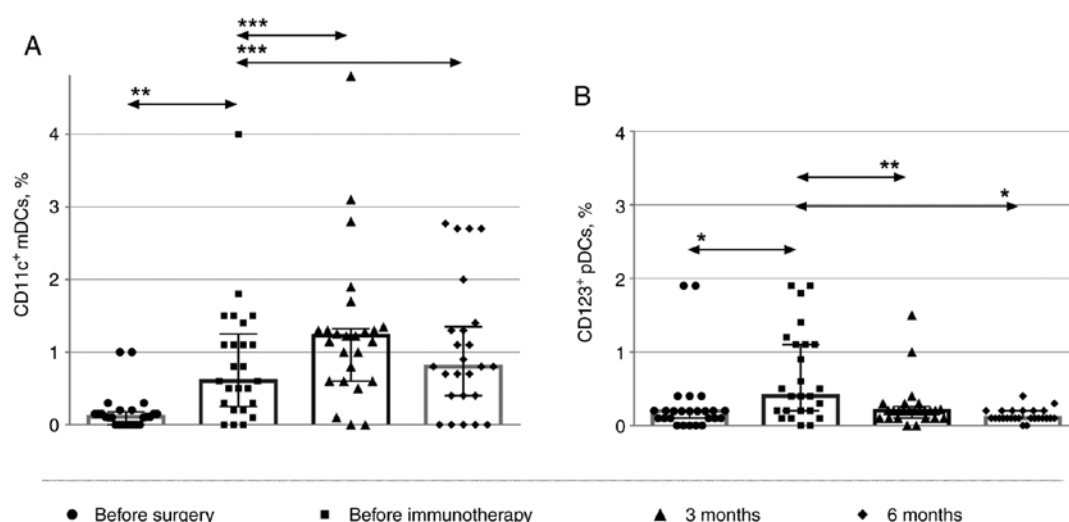 A
CD11c+ mDCs, %
4
3
2
1
0
**
***
***
B
CD123+ pDCs, %
4
3
2
1
0
*
**
*
Before surgery
Before immunotherapy
3 months
6 months